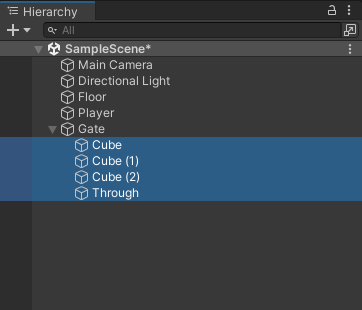 Hierarchy
All
SampleScene*
Main Camera
Directional Light
Floor
Player
Gate
Cube
Cube (1)
Cube (2)
Through